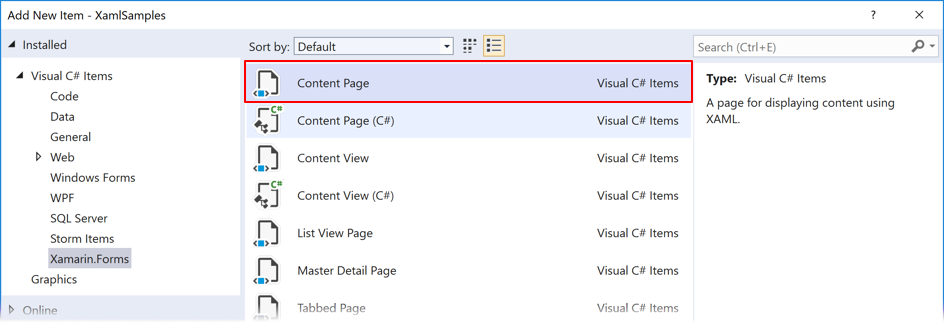 Add New Item - XamlSamples ?
Installed
Sort by: Default
Search (Ctrl+E)
Visual C# Items
Code
Data
General
Web
Windows Forms
WPF
SQL Server
Storm Items
Xamarin.Forms
Graphics
Online
Content Page Visual C# Items
C# Content Page (C#) Visual C# Items
Content View Visual C# Items
C# Content View (C#) Visual C# Items
List View Page Visual C# Items
Master Detail Page Visual C# Items
Tabbed Page Visual C# Items
Type: Visual C# Items
A page for displaying content using
XAML.